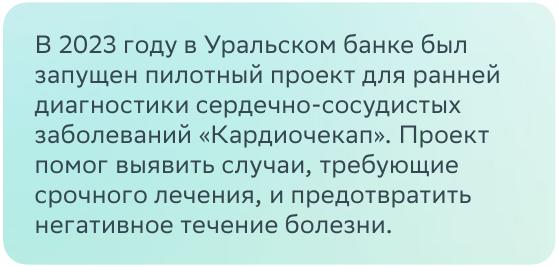 В 2023 году в Уральском банке был
запущен пилотный проект для ранней
диагностики сердечно-сосудистых
заболеваний «Кардиочекап». Проект
помог выявить случаи, требующие
срочного лечения, и предотвратить
негативное течение болезни.